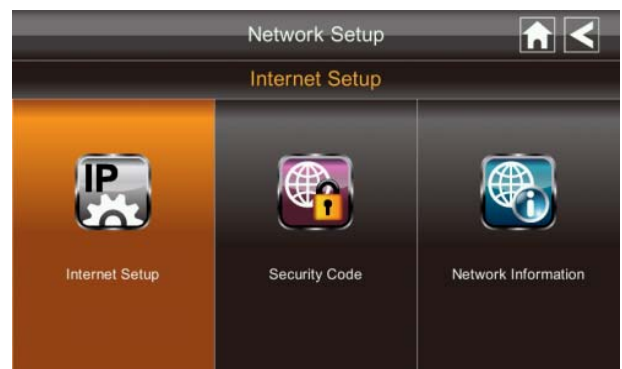 Network Setup
Internet Setup
IP
Internet Setup
Security Code
Network Information